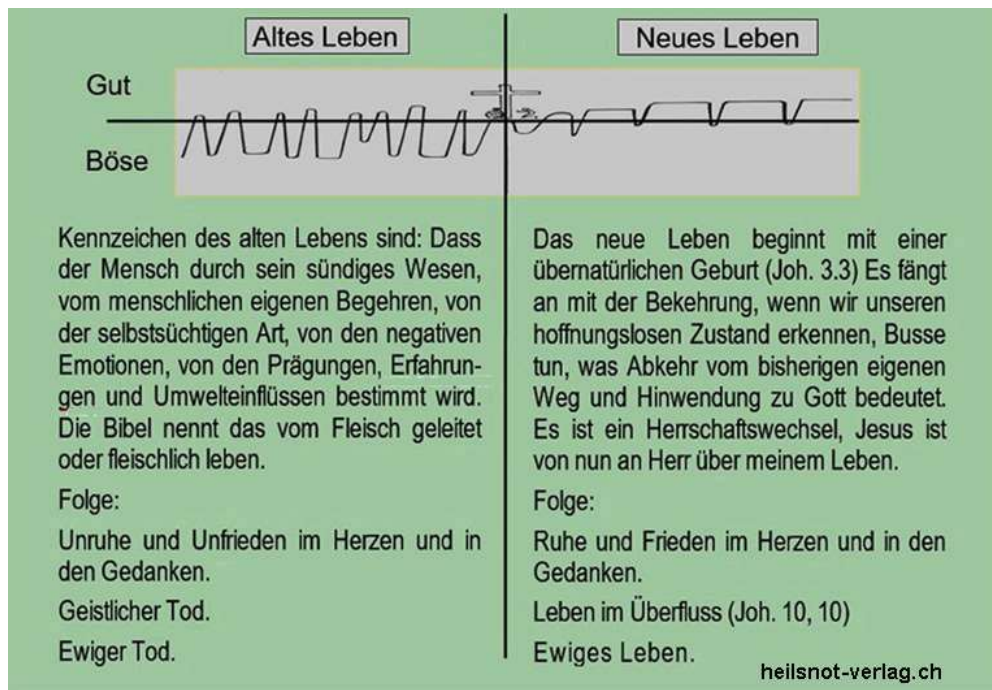 Altes Leben
Neues Leben
Gut
Böse
Kennzeichen des alten Lebens sind: Dass
der Mensch durch sein sündiges Wesen,
vom menschlichen eigenen Begehren, von
der selbstsüchtigen Art, von den negativen
Emotionen, von den Prägungen, Erfahrun-
gen und Umwelteinflüssen bestimmt wird.
Die Bibel nennt das vom Fleisch geleitet
oder fleischlich leben.
Folge:
Unruhe und Unfrieden im Herzen und in
den Gedanken.
Geistlicher Tod.
Ewiger Tod.
Das neue Leben beginnt mit einer
übernatürlichen Geburt (Joh. 3.3) Es fängt
an mit der Bekehrung, wenn wir unseren
hoffnungslosen Zustand erkennen, Busse
tun, was Abkehr vom bisherigen eigenen
Weg und Hinwendung zu Gott bedeutet.
Es ist ein Herrschaftswechsel, Jesus ist
von nun an Herr über meinem Leben.
Folge:
Ruhe und Frieden im Herzen und in den
Gedanken.
Leben im Überfluss (Joh. 10, 10)
Ewiges Leben.
heilsnot-verlag.ch